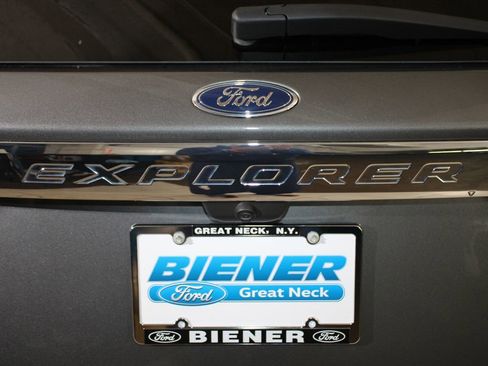 Ford
EXPLORER
GREAT NECK, N.Y.
BIENER
Ford Great Neck
Ford BIENER Ford